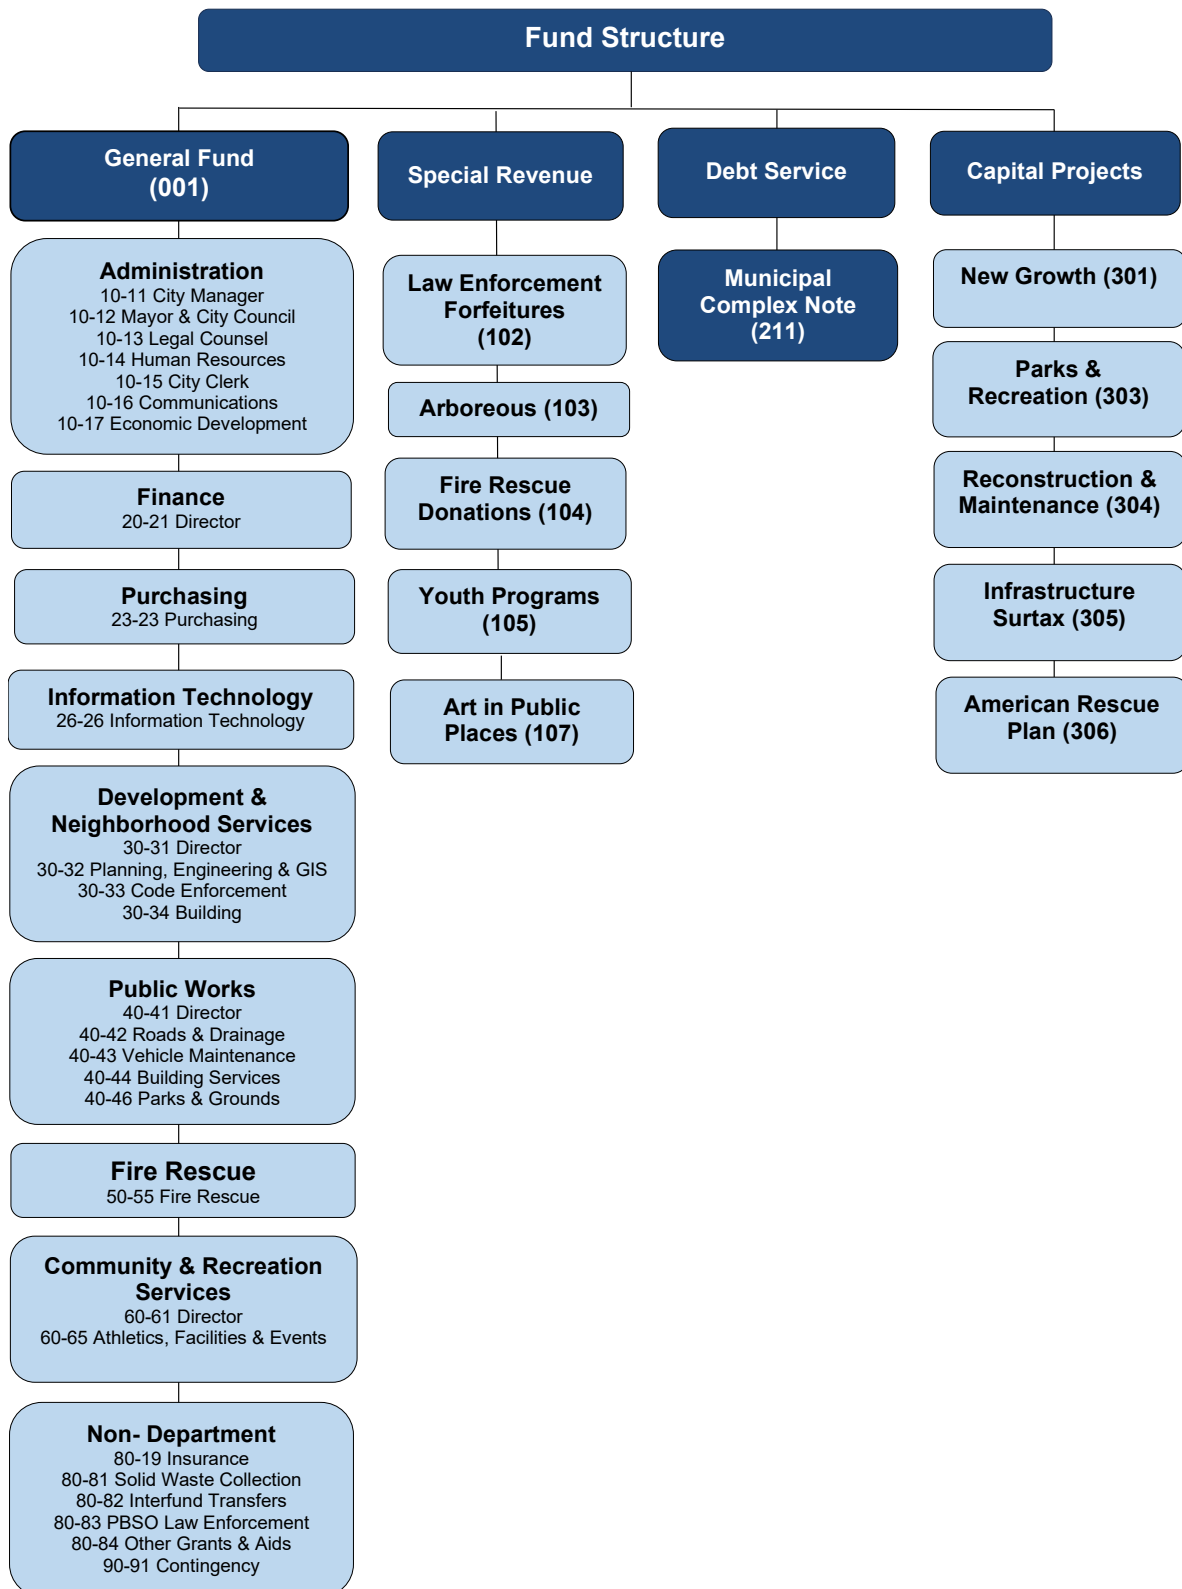 Fund Structure
General Fund
(001)
Administration
10-11 City Manager
10-12 Mayor & City Council
10-13 Legal Counsel
10-14 Human Resources
10-15 City Clerk
10-16 Communications
10-17 Economic Development
Finance
20-21 Director
Purchasing
23-23 Purchasing
Information Technology
26-26 Information Technology
Development &
Neighborhood Services
30-31 Director
30-32 Planning, Engineering & GIS
30-33 Code Enforcement
30-34 Building
Public Works
40-41 Director
40-42 Roads & Drainage
40-43 Vehicle Maintenance
40-44 Building Services
40-46 Parks & Grounds
Fire Rescue
50-55 Fire Rescue
Community & Recreation
Services
60-61 Director
60-65 Athletics, Facilities & Events
Non- Department
80-19 Insurance
80-81 Solid Waste Collection
80-82 Interfund Transfers
80-83 PBSO Law Enforcement
80-84 Other Grants & Aids
90-91 Contingency
Special Revenue
Law Enforcement
Forfeitures
(102)
Arboreous (103)
Fire Rescue
Donations (104)
Youth Programs
(105)
Art in Public
Places (107)
Debt Service
Municipal
Complex Note
(211)
Capital Projects
New Growth (301)
Parks &
Recreation (303)
Reconstruction &
Maintenance (304)
Infrastructure
Surtax (305)
American Rescue
Plan (306)